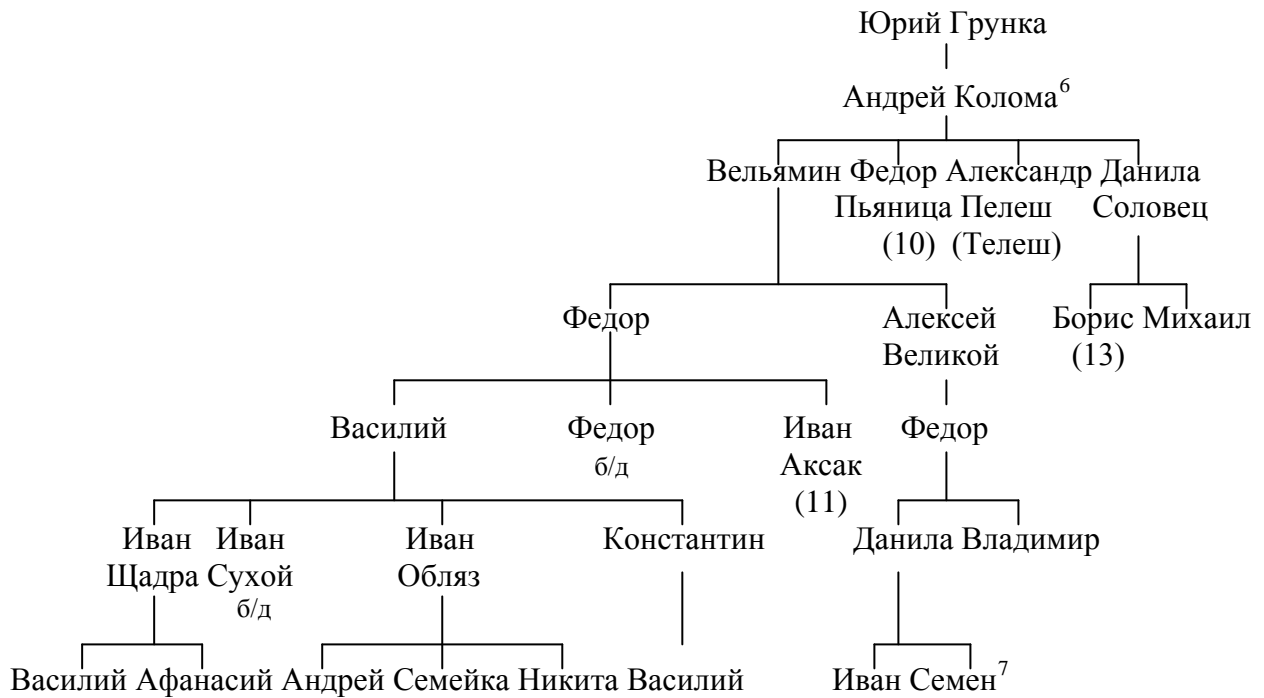 Юрий Грунка
Андрей Колома⁶
Вельямин Федор Александр Данила
Пьяница Пелеш Соловец
(10) (Телеш)
Федор Алексей Борис Михаил
Великой (13)
Василий Федор Иван Федор
б/д Аксак
(11)
Иван Иван Иван Константин Данила Владимир
Щадра Сухой Обляз
б/д
Василий Афанасий Андрей Семейка Никита Василий Иван Семен⁷